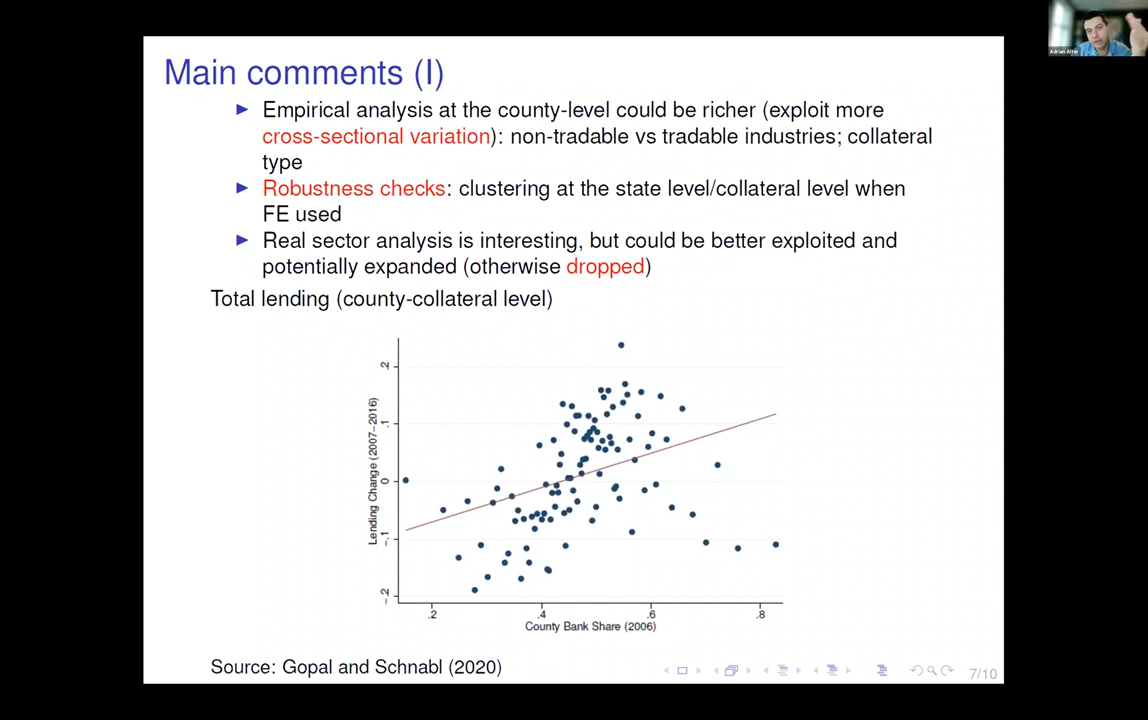 Adrian Alter
Main comments (I)
Empirical analysis at the county-level could be richer (exploit more
cross-sectional variation): non-tradable vs tradable industries; collateral
type
Robustness checks: clustering at the state level/collateral level when
FE used
Real sector analysis is interesting, but could be better exploited and
potentially expanded (otherwise dropped)
Total lending (county-collateral level)
Lending Change (2007−2016)
.2
.1
0
−.1
−.2
.2 .4 .6 .8
County Bank Share (2006)
Source: Gopal and Schnabl (2020)
7/10